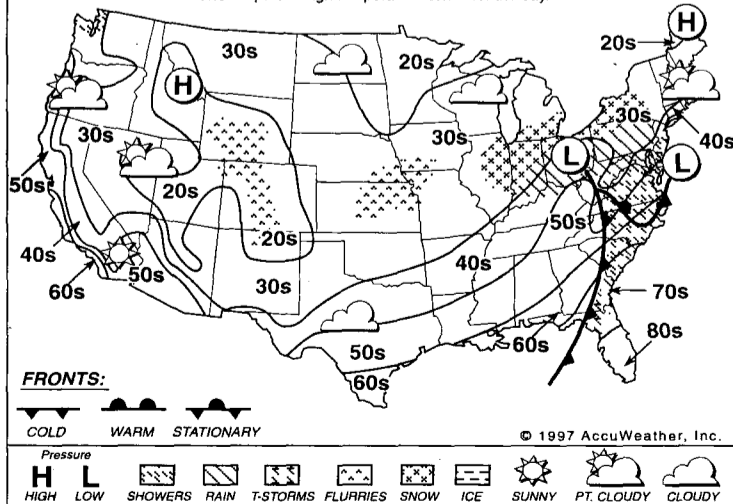 H
30s
20s
20s
H
30s
30s
30s
40s
L
L
50s
20s
50s
40s
20s
40s
60s
50s
30s
70s
60s
80s
50s
60s
FRONTS:
COLD WARM STATIONARY
© 1997 AccuWeather, Inc.
Pressure
H L
HIGH LOW SHOWERS RAIN T-STORMS FLURRIES SNOW ICE SUNNY PT. CLOUDY CLOUDY